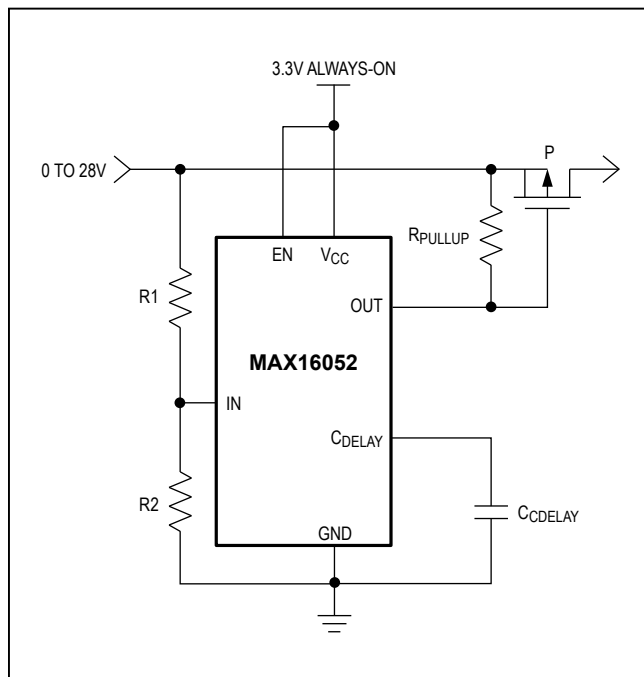 3.3V ALWAYS-ON
0 TO 28V
P
EN
VCC
RPULLUP
R1
OUT
MAX16052
IN
CDELAY
R2
CCDELAY
GND